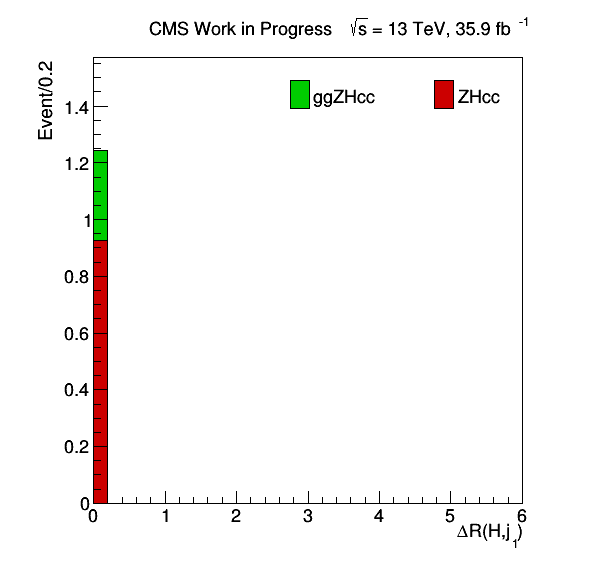 CMS Work in Progress √s = 13 TeV, 35.9 fb⁻¹
Event/0.2
ggZHcc ZHcc
1.4
1.2
1
0.8
0.6
0.4
0.2
0
0 1 2 3 4 5 6
ΔR(H,j₁)